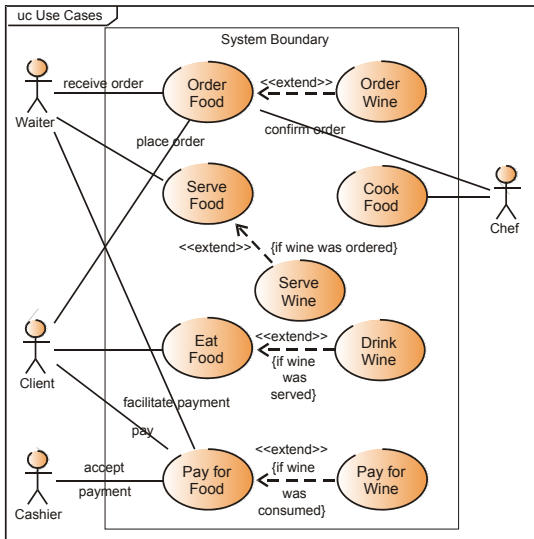 uc Use Cases
System Boundary
receive order
Order
Food
<<extend>>
Order
Wine
Waiter
place order
confirm order
Serve
Food
Cook
Food
Chef
<<extend>>
{if wine was ordered}
Serve
Wine
Client
Eat
Food
<<extend>>
{if wine
was
served}
Drink
Wine
facilitate payment
pay
Cashier
accept
payment
Pay for
Food
<<extend>>
{if wine
was
consumed}
Pay for
Wine